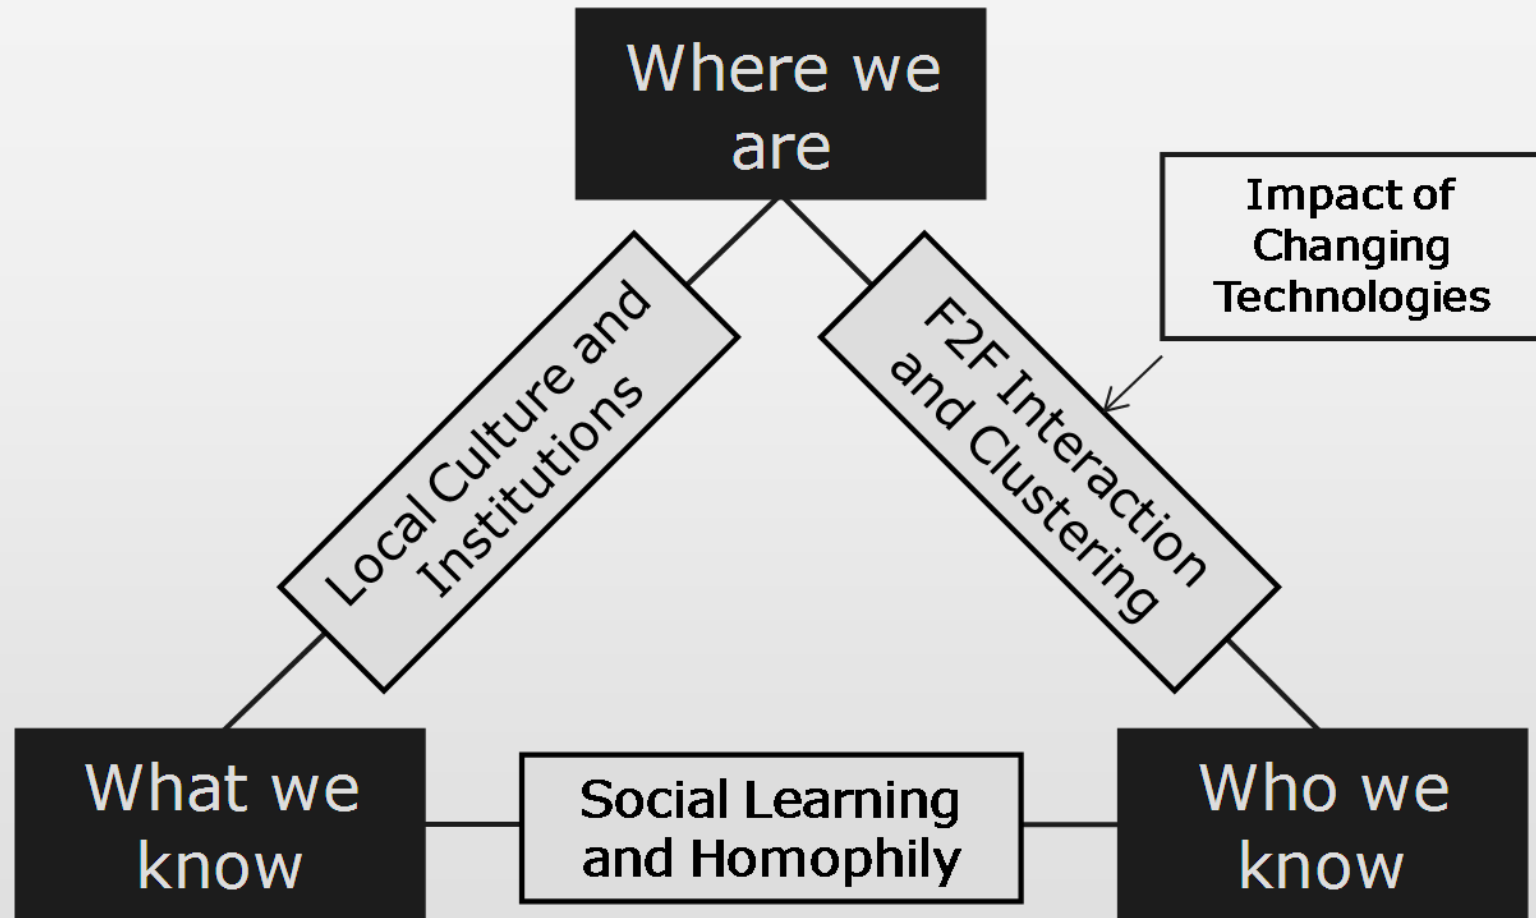 Where we
are
Impact of
Changing
Technologies
Local Culture and
Institutions
F2F Interaction
and Clustering
What we
know
Social Learning
and Homophily
Who we
know